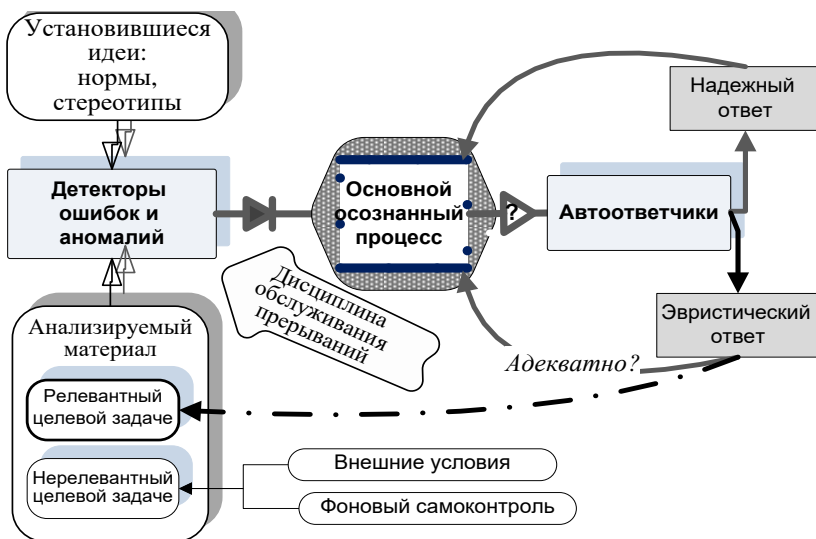 Установившиеся
идеи:
нормы,
стереотипы
Надежный
ответ
Детекторы
ошибок и
аномалий
Основной
осознанный
процесс
?
Автоответчики
Дисциплина
обслуживания
прерываний
Эвристический
ответ
Адекватно?
Анализируемый
материал
Релевантный
целевой задаче
Нерелевантный
целевой задаче
Внешние условия
Фоновый самоконтроль